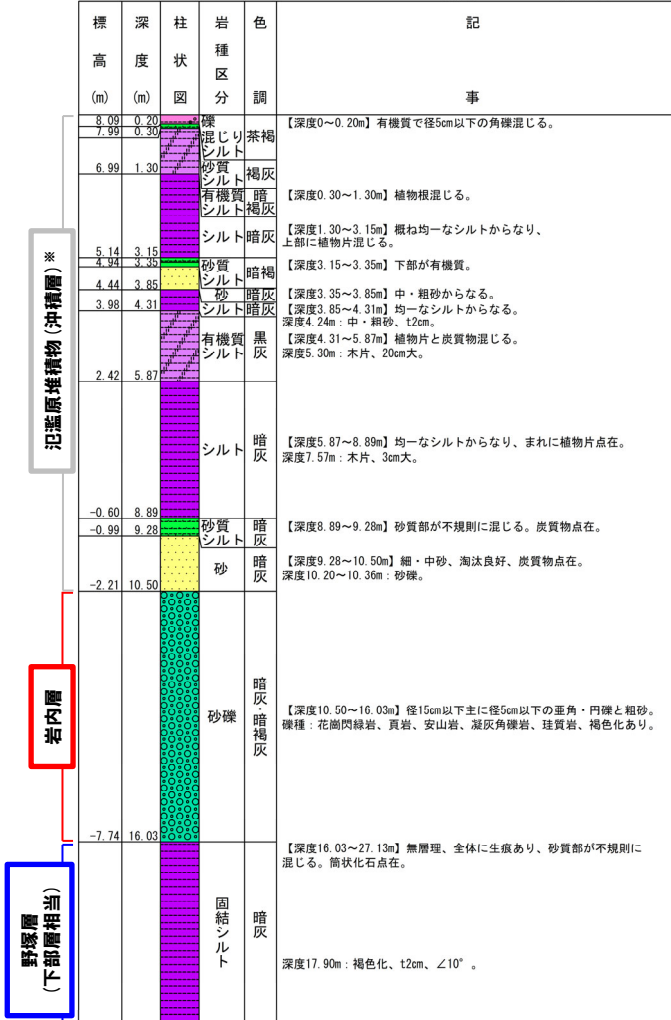 標高(m)
深度(m)
柱状図
岩種区分
色調
記事
8.09 0.20
7.99 0.30
6.99 1.30
5.14 3.15
4.94 3.35
4.44 3.85
3.98 4.31
2.42 5.87
-0.60 8.89
-0.99 9.28
-2.21 10.50
-7.74 16.03
礫
混じり
シルト
茶褐
砂質
シルト
褐灰
有機質
シルト
暗
褐灰
シルト
暗灰
砂質
シルト
暗褐
砂
暗灰
シルト
暗灰
有機質
シルト
黒
灰
シルト
暗
灰
砂質
シルト
暗
灰
砂
暗
灰
砂礫
暗灰・暗褐灰
固結シルト
暗
灰
【深度0~0.20m】有機質で径5cm以下の角礫混じる。
【深度0.30~1.30m】植物根混じる。
【深度1.30~3.15m】概ね均一なシルトからなり、
上部に植物片混じる。
【深度3.15~3.35m】下部が有機質。
【深度3.35~3.85m】中・粗砂からなる。
【深度3.85~4.31m】均一なシルトからなる。
深度4.24m:中・粗砂、t2cm。
【深度4.31~5.87m】植物片と炭質物混じる。
深度5.30m:木片、20cm大。
【深度5.87~8.89m】均一なシルトからなり、まれに植物片点在。
深度7.57m:木片、3cm大。
【深度8.89~9.28m】砂質部が不規則に混じる。炭質物点在。
【深度9.28~10.50m】細・中砂、淘汰良好、炭質物点在。
深度10.20~10.36m:砂礫。
【深度10.50~16.03m】径15cm以下主に径5cm以下の亜角・円礫と粗砂。
礫種:花崗閃緑岩、頁岩、安山岩、凝灰角礫岩、珪質岩、褐色化あり。
【深度16.03~27.13m】無層理、全体に生痕あり、砂質部が不規則に
混じる。筒状化石点在。
深度17.90m:褐色化、t2cm、∠10°。
氾濫原堆積物(沖積層)※
岩内層
野塚層
(下部層相当)